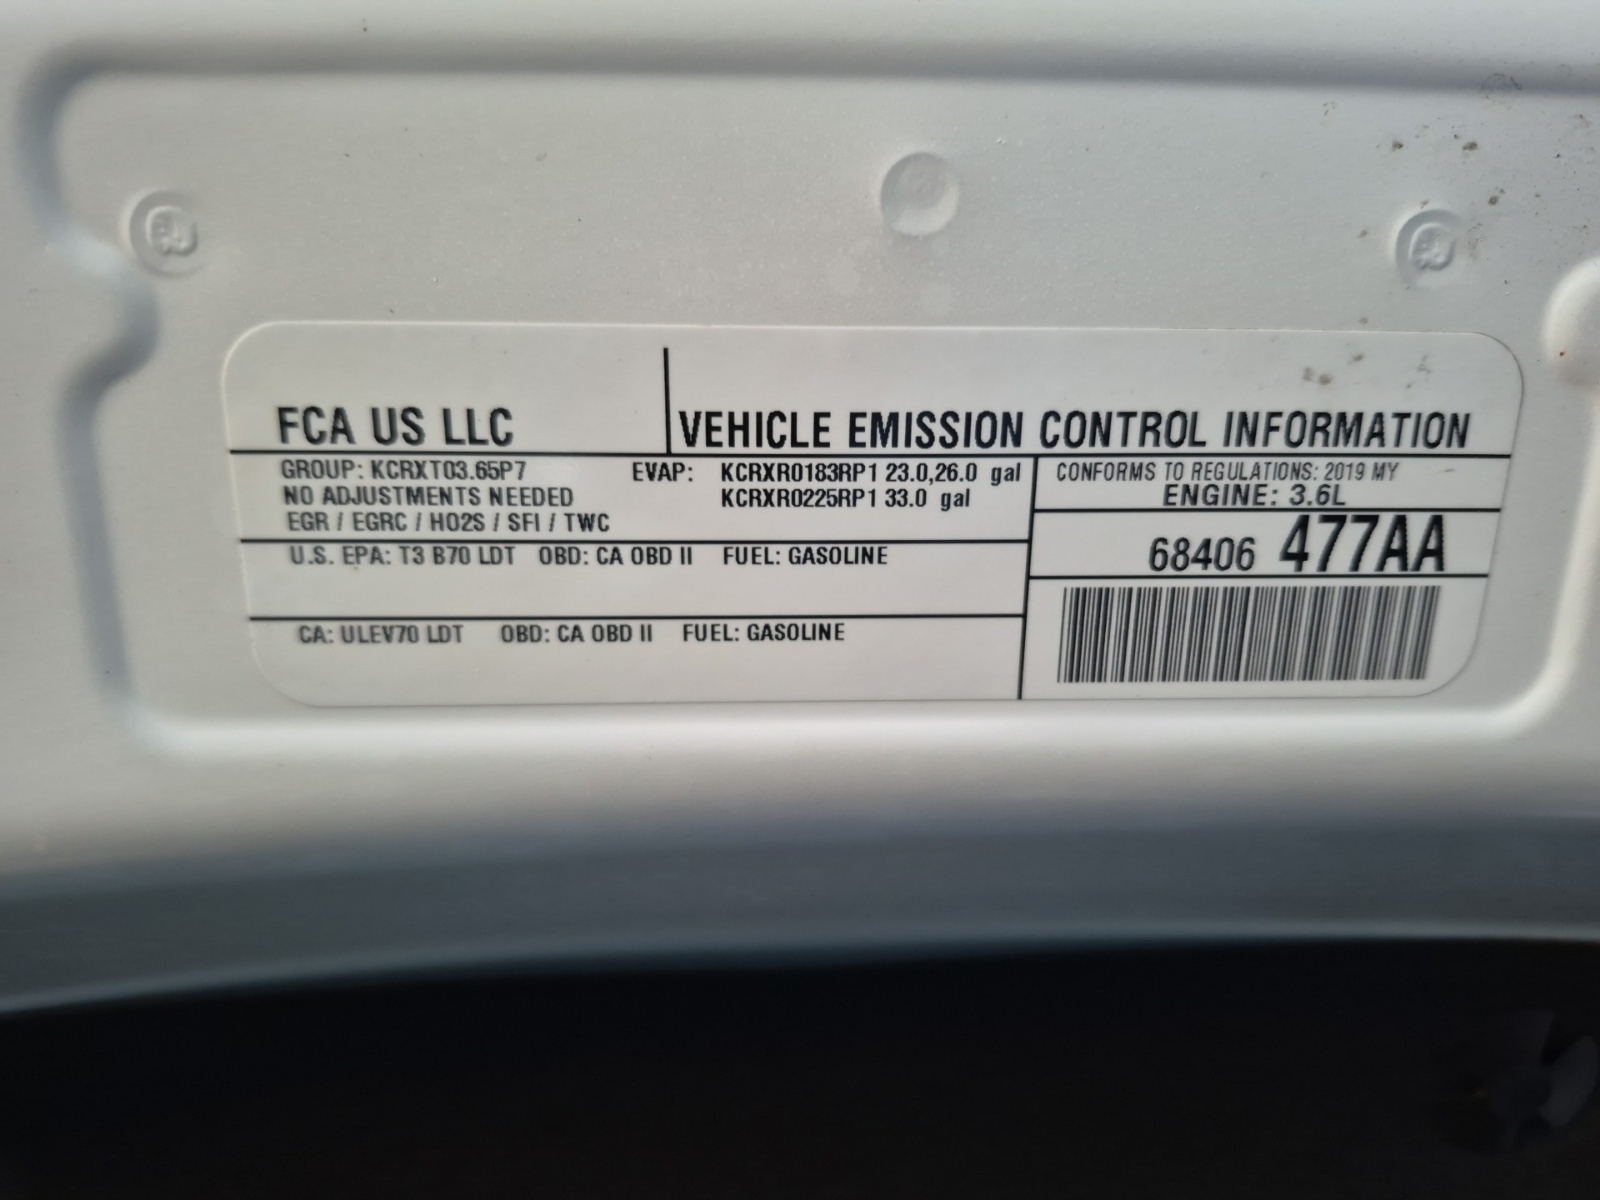 FCA US LLC
VEHICLE EMISSION CONTROL INFORMATION
GROUP: KCRXT03.65P7
NO ADJUSTMENTS NEEDED
EGR / EGRC / HO2S / SFI / TWC
EVAP: KCRXR0183RP1 23.0,26.0 gal
KCRXR0225RP1 33.0 gal
CONFORMS TO REGULATIONS: 2019 MY
ENGINE: 3.6L
68406 477AA
U.S. EPA: T3 B70 LDT OBD: CA OBD II FUEL: GASOLINE
CA: ULEV70 LDT OBD: CA OBD II FUEL: GASOLINE